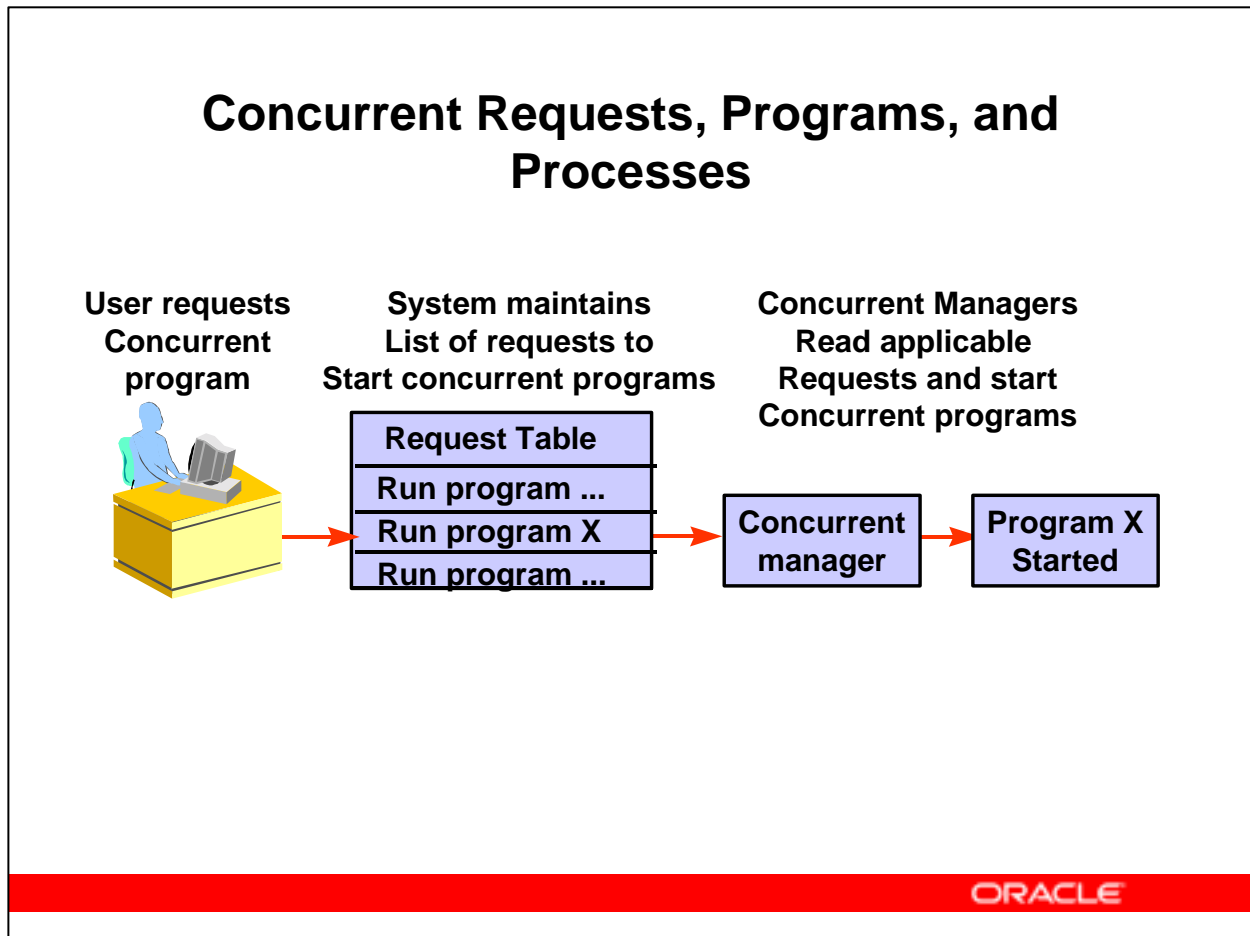 Concurrent Requests, Programs, and
Processes
User requests
Concurrent
program
System maintains
List of requests to
Start concurrent programs
Concurrent Managers
Read applicable
Requests and start
Concurrent programs
Request Table
Run program ...
Run program X
Run program ...
Concurrent
manager
Program X
Started
ORACLE